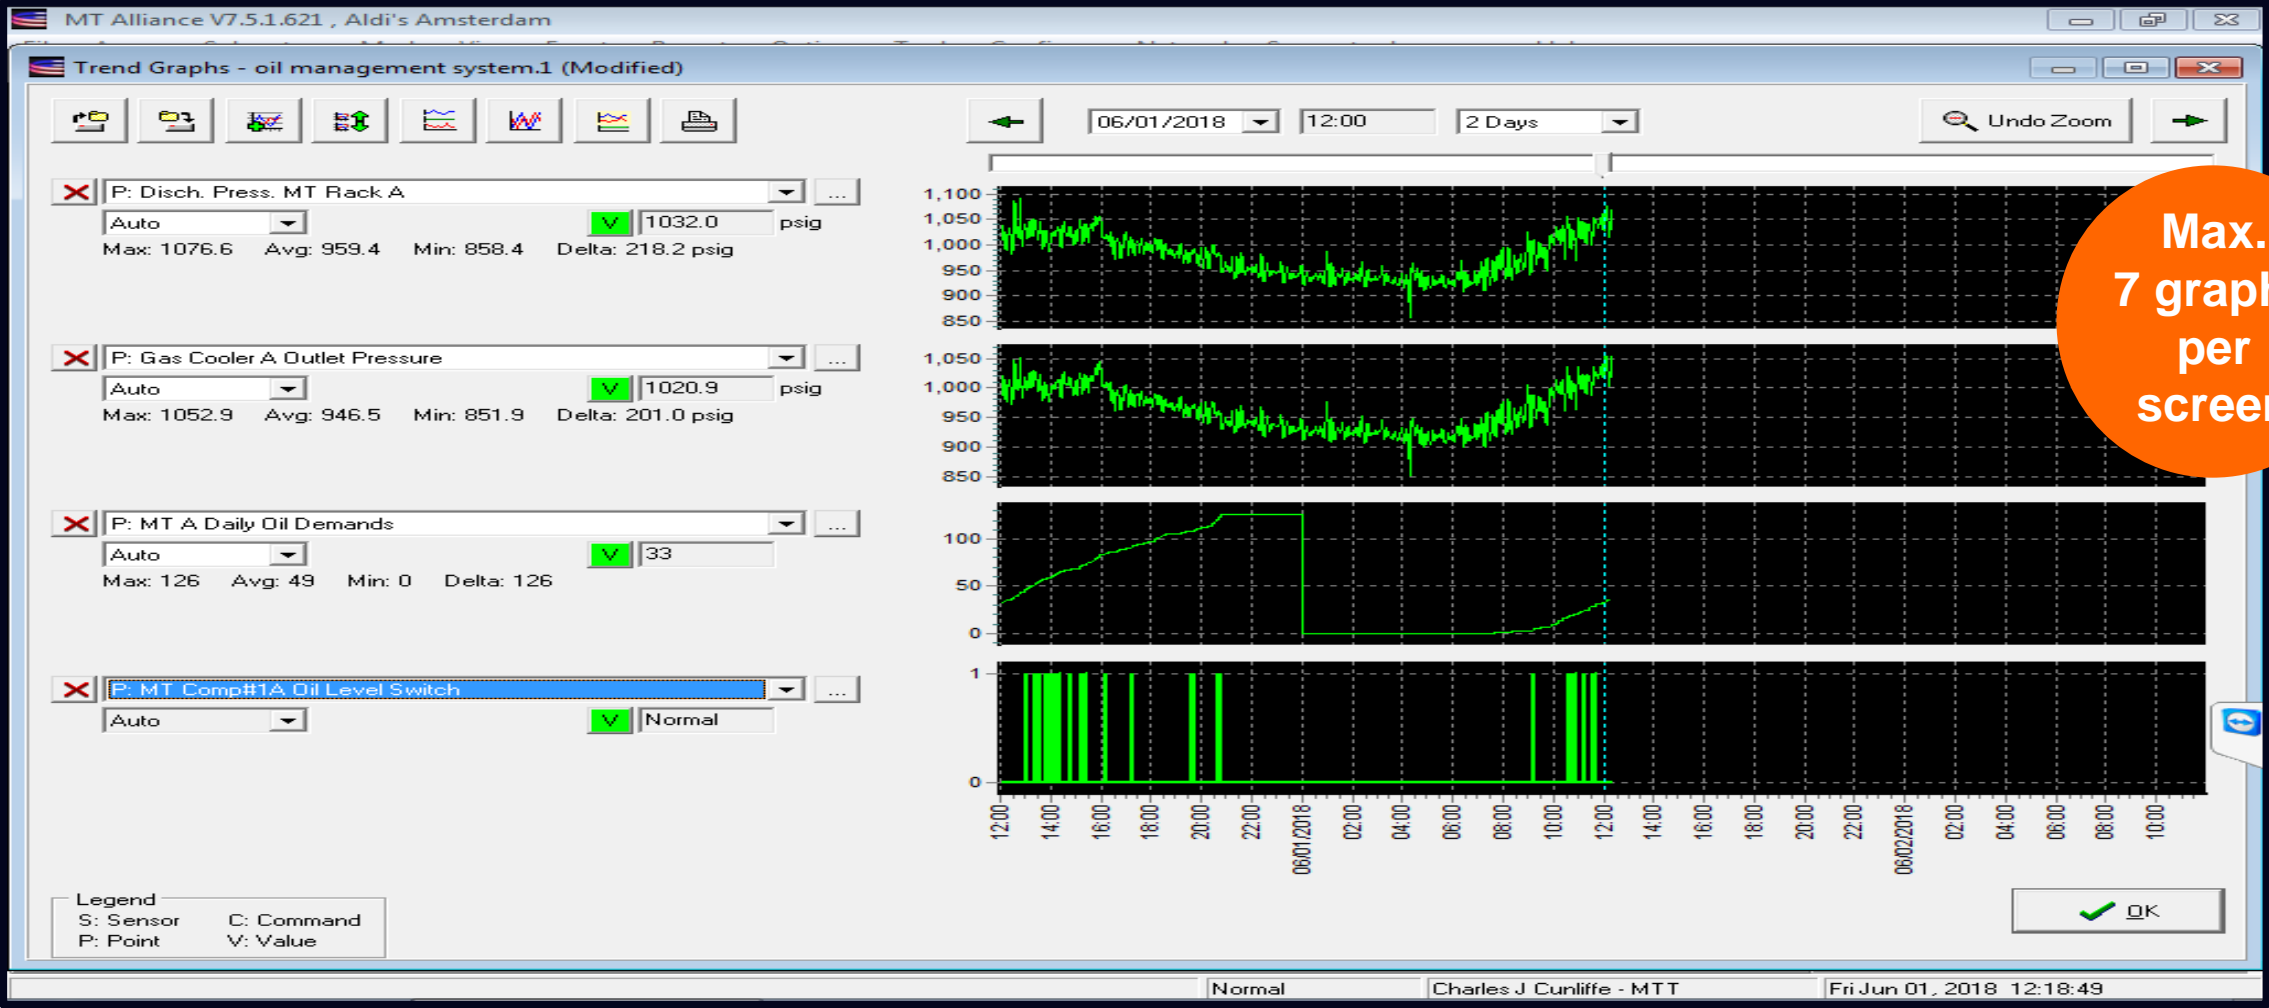 MT Alliance V7.5.1.621 , Aldi's Amsterdam
Trend Graphs - oil management system.1 (Modified)
06/01/2018 12:00 2 Days Undo Zoom
P: Disch. Press. MT Rack A ...
Auto V 1032.0 psig
Max: 1076.6 Avg: 959.4 Min: 858.4 Delta: 218.2 psig
1,100
1,050
1,000
950
900
850
Max.
7 graph
per
screen
P: Gas Cooler A Outlet Pressure ...
Auto V 1020.9 psig
Max: 1052.9 Avg: 946.5 Min: 851.9 Delta: 201.0 psig
1,050
1,000
950
900
850
P: MT A Daily Oil Demands ...
Auto V 33
Max: 126 Avg: 49 Min: 0 Delta: 126
100
50
0
P: MT Comp#1A Oil Level Switch ...
Auto V Normal
1
0
12:00 14:00 16:00 18:00 20:00 22:00 06/01/2018 02:00 04:00 06:00 08:00 10:00 12:00 14:00 16:00 18:00 20:00 22:00 06/02/2018 02:00 04:00 06:00 08:00 10:00
Legend
S: Sensor C: Command
P: Point V: Value
OK
Normal Charles J Cunliffe - MTT Fri Jun 01, 2018 12:18:49